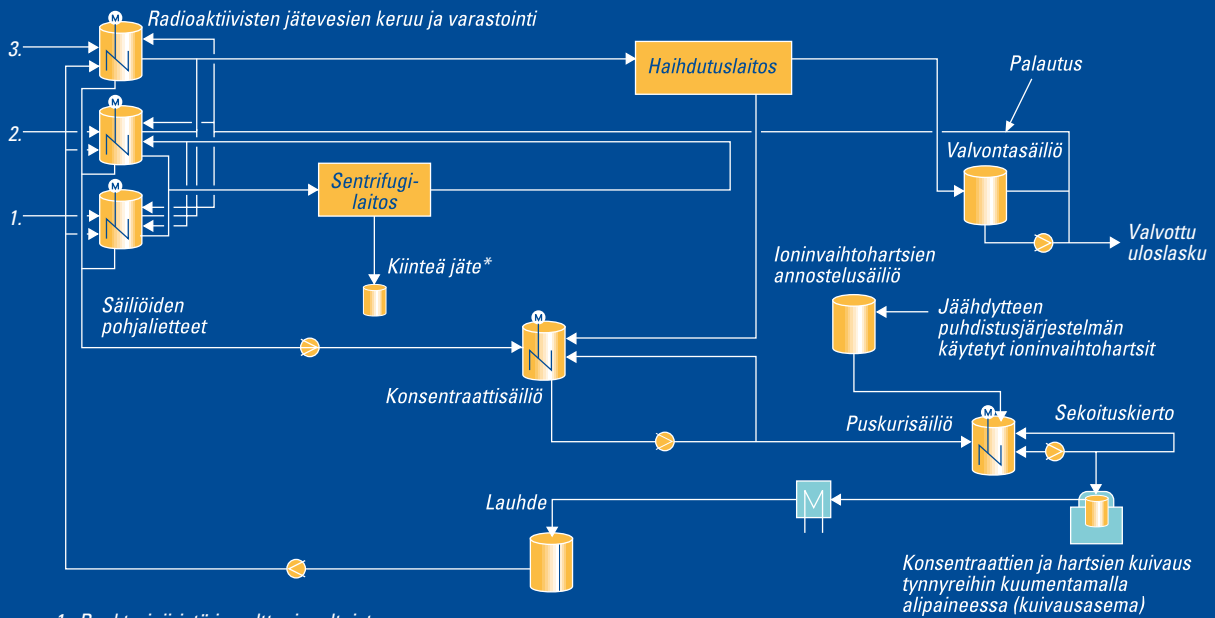 M
Radioaktiivisten jätevesien keruu ja varastointi
3.
Haihdutuslaitos
Palautus
M
2.
Valvontasäiliö
Sentrifugi-
laitos
M
1.
Valvottu
uloslasku
Ioninvaihtohartsien
annostelusäiliö
Kiinteä jäte*
Säiliöiden
pohjalietteet
Jäähdytteen
puhdistusjärjestelmän
käytetyt ioninvaihtohartsit
M
Konsentraattisäiliö
Puskurisäiliö
M
Sekoituskierto
Lauhde
M
Konsentraattien ja hartsien kuivaus
tynnyreihin kuumentamalla
alipaineessa (kuivausasema)